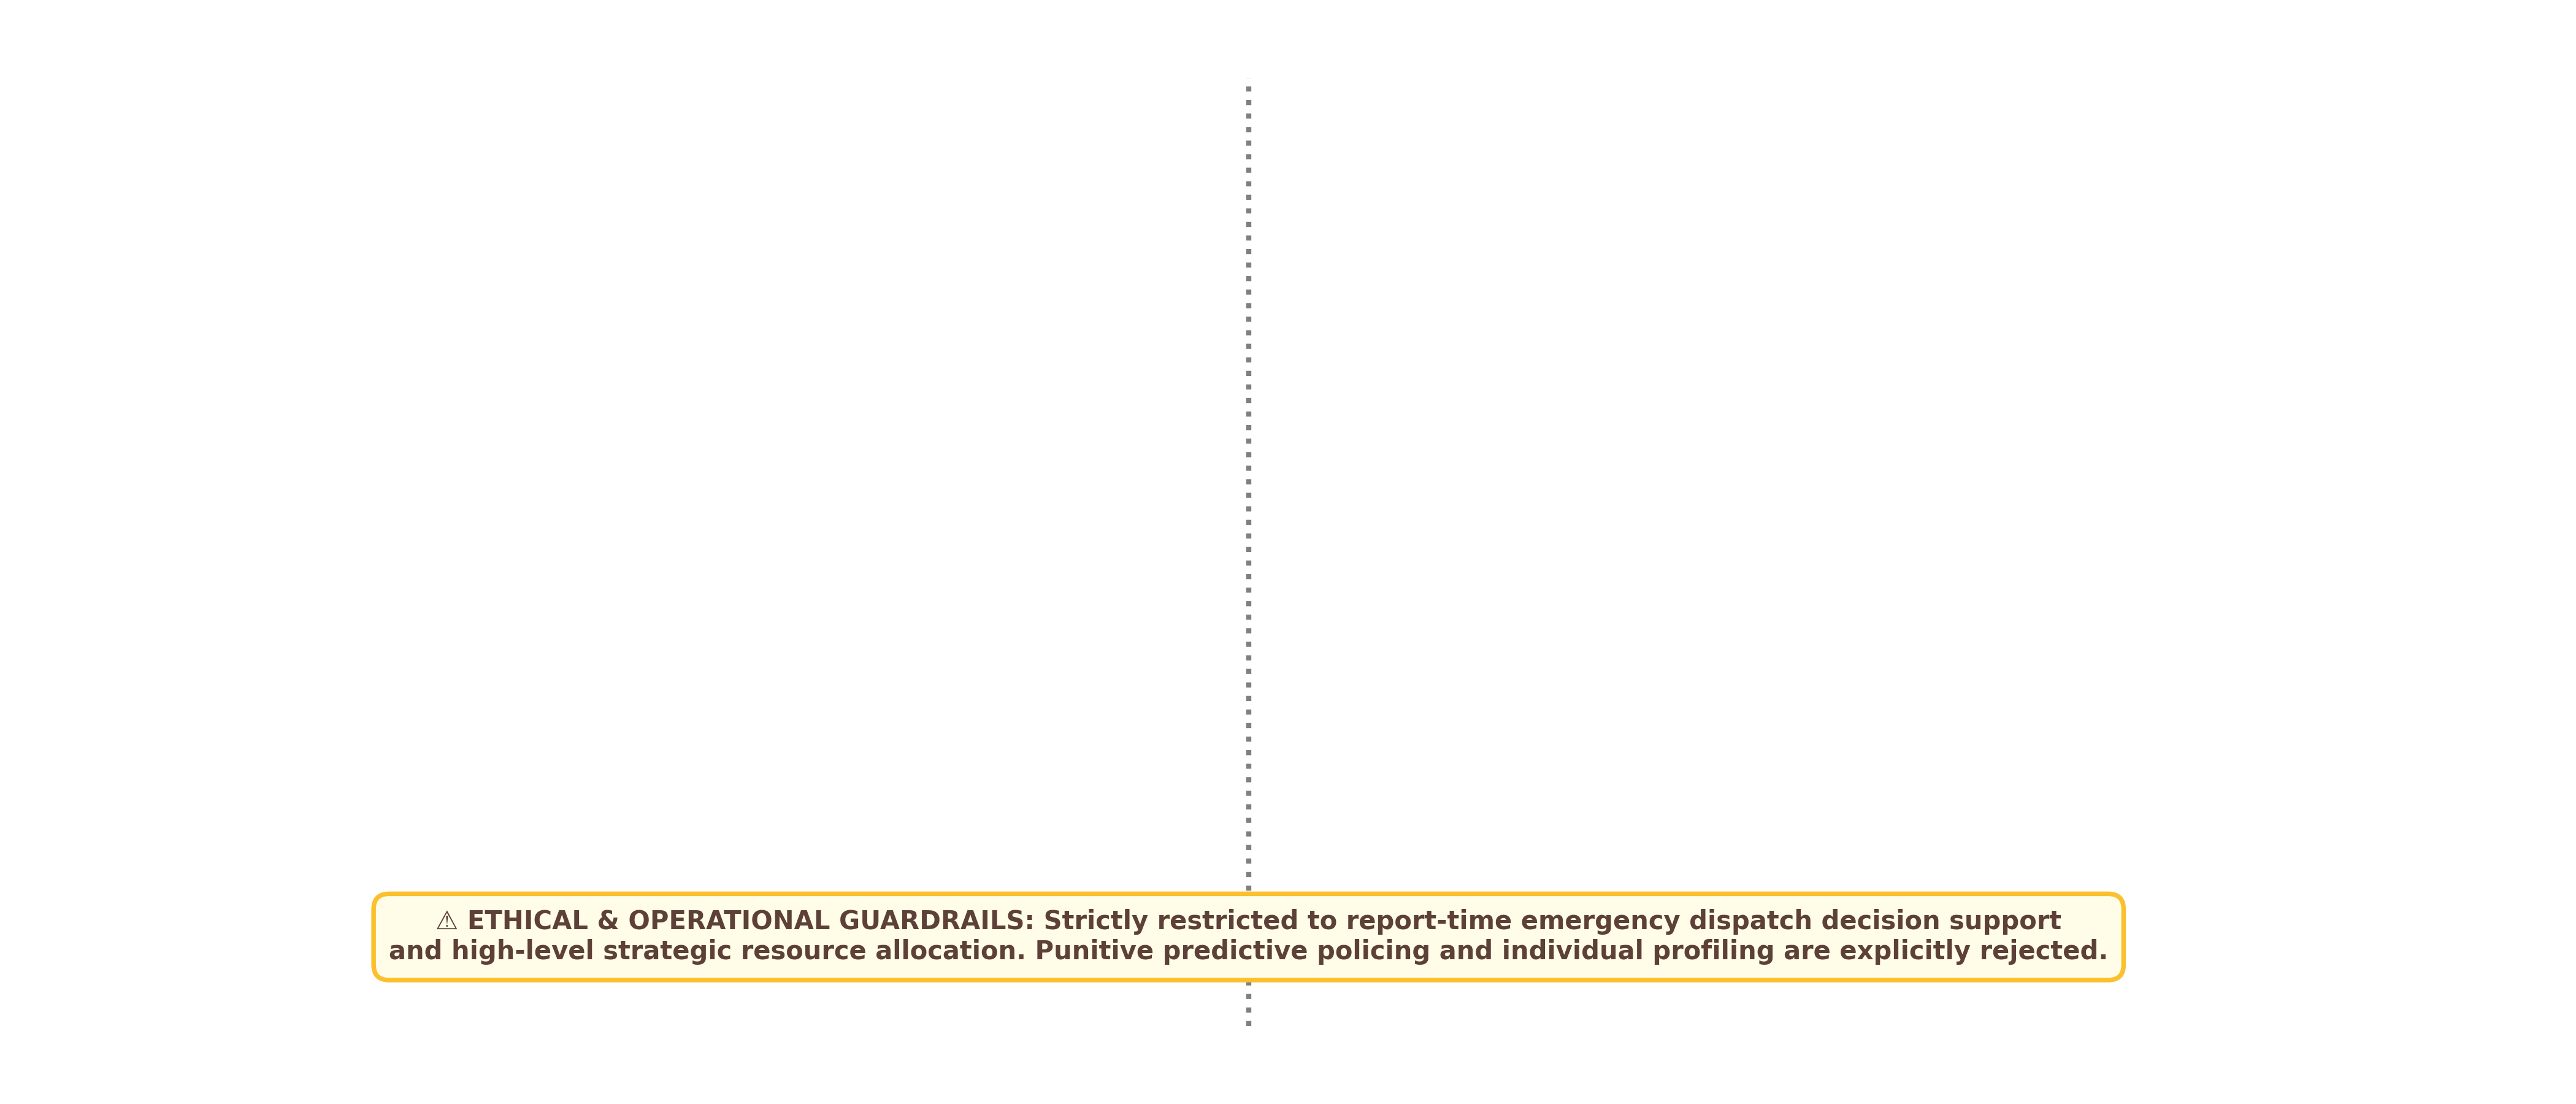 ⚠ ETHICAL & OPERATIONAL GUARDRAILS: Strictly restricted to report-time emergency dispatch decision support
and high-level strategic resource allocation. Punitive predictive policing and individual profiling are explicitly rejected.